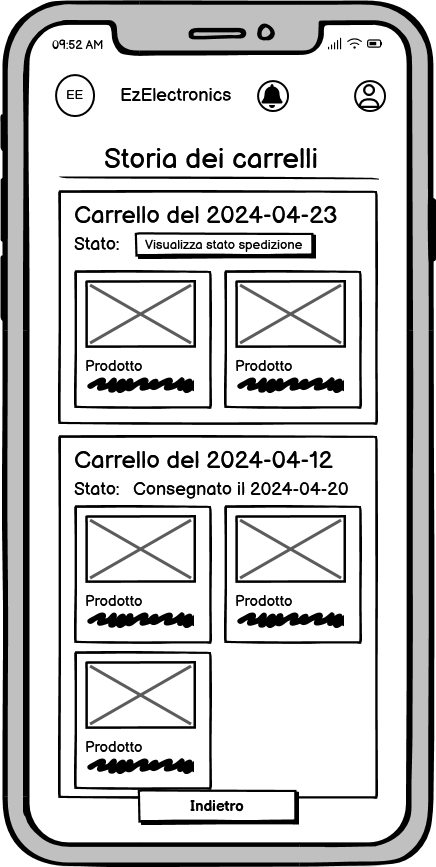 09:52 AM
EE
EzElectronics
Storia dei carrelli
Carrello del 2024-04-23
Stato: Visualizza stato spedizione
Prodotto Prodotto
Carrello del 2024-04-12
Stato: Consegnato il 2024-04-20
Prodotto Prodotto
Prodotto
Indietro